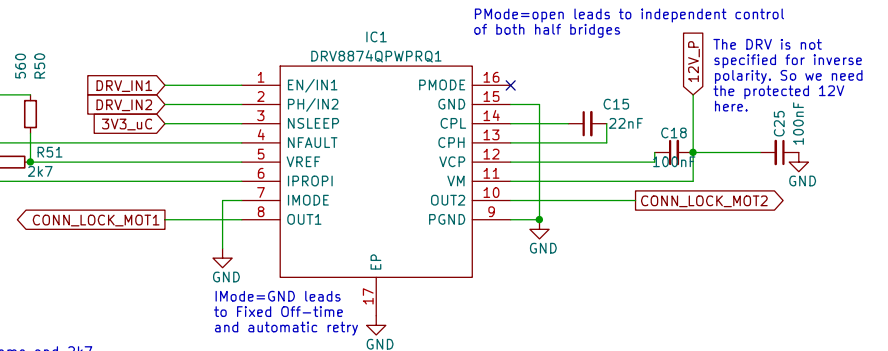 PMode=open leads to independent control
of both half bridges
IC1
DRV8874QPWPRQ1
12V_P
The DRV is not
specified for inverse
polarity. So we need
the protected 12V
here.
560
R50
DRV_IN1
1
EN/IN1
PMODE
16
DRV_IN2
2
PH/IN2
GND
15
3V3_uC
3
NSLEEP
CPL
14
C15
22nF
4
NFAULT
CPH
13
R51
2k7
5
VREF
VCP
12
C18
100nF
C25
100nF
GND
6
IPROPI
VM
11
7
IMODE
OUT2
10
CONN_LOCK_MOT2
CONN_LOCK_MOT1
8
OUT1
PGND
9
GND
GND
EP
17
GND
IMode=GND leads
to Fixed Off-time
and automatic retry
and 2k7